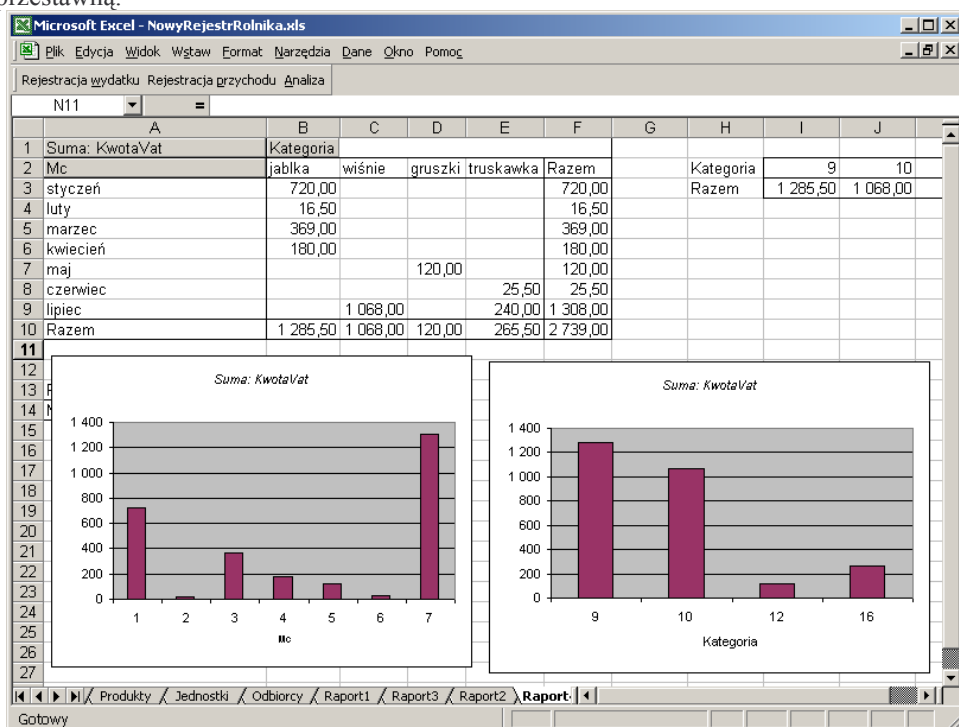 przestawną.
Microsoft Excel - NowyRejestrRolnika.xls
Plik Edycja Widok Wstaw Format Narzędzia Dane Okno Pomoc
Rejestracja wydatku Rejestracja przychodu Analiza
N11 =
A B C D E F G H I J
1 Suma: KwotaVat Kategoria
2 Mc jablka wiśnie gruszki truskawka Razem Kategoria 9 10
3 styczeń 720,00 720,00 Razem 1 285,50 1 068,00
4 luty 16,50 16,50
5 marzec 369,00 369,00
6 kwiecień 180,00 180,00
7 maj 120,00 120,00
8 czerwiec 25,50 25,50
9 lipiec 1 068,00 240,00 1 308,00
10 Razem 1 285,50 1 068,00 120,00 265,50 2 739,00
11
12
13
14
15
16
17
18
19
20
21
22
23
24
25
26
27
Suma: KwotaVat
1 400
1 200
1 000
800
600
400
200
0
1 2 3 4 5 6 7
Mc
Suma: KwotaVat
1 400
1 200
1 000
800
600
400
200
0
9 10 12 16
Kategoria
Produkty Jednostki Odbiorcy Raport1 Raport3 Raport2 Raport
Gotowy